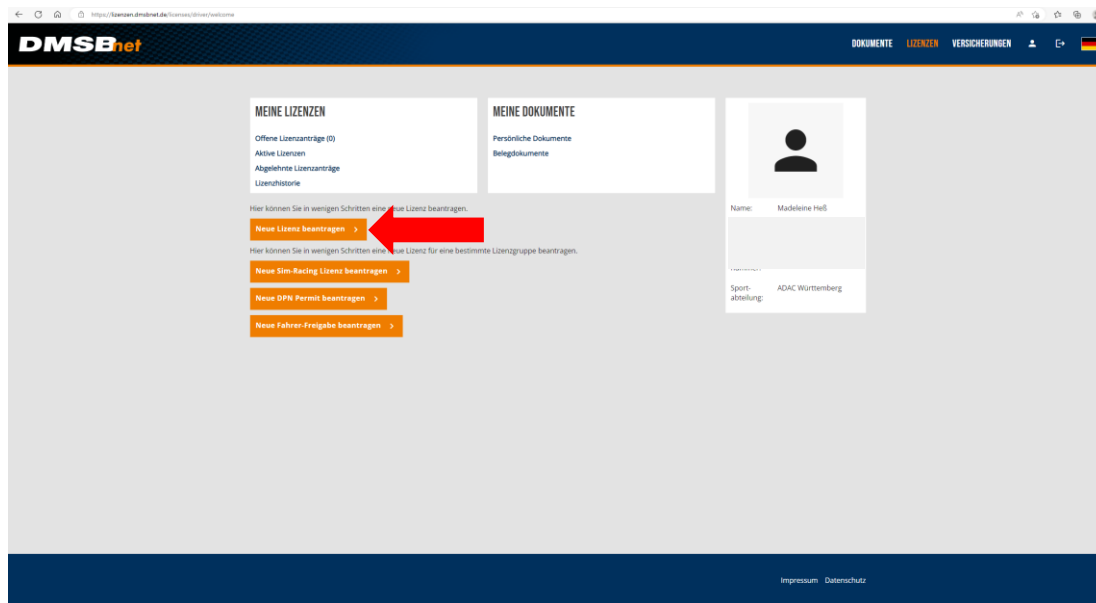 https://lizenzen.dmsbnet.de/licenses/driver/welcome
DMSBnet
DOKUMENTE LIZENZEN VERSICHERUNGEN
MEINE LIZENZEN
Offene Lizenzanträge (0)
Aktive Lizenzen
Abgelehnte Lizenzanträge
Lizenzhistorie
MEINE DOKUMENTE
Persönliche Dokumente
Belegdokumente
Hier können Sie in wenigen Schritten eine neue Lizenz beantragen.
Neue Lizenz beantragen >
Hier können Sie in wenigen Schritten eine neue Lizenz für eine bestimmte Lizenzgruppe beantragen.
Neue Sim-Racing Lizenz beantragen >
Neue DPN Permit beantragen >
Neue Fahrer-Freigabe beantragen >
Name: Madeleine Heß
Sport- ADAC Württemberg
abteilung:
Impressum Datenschutz